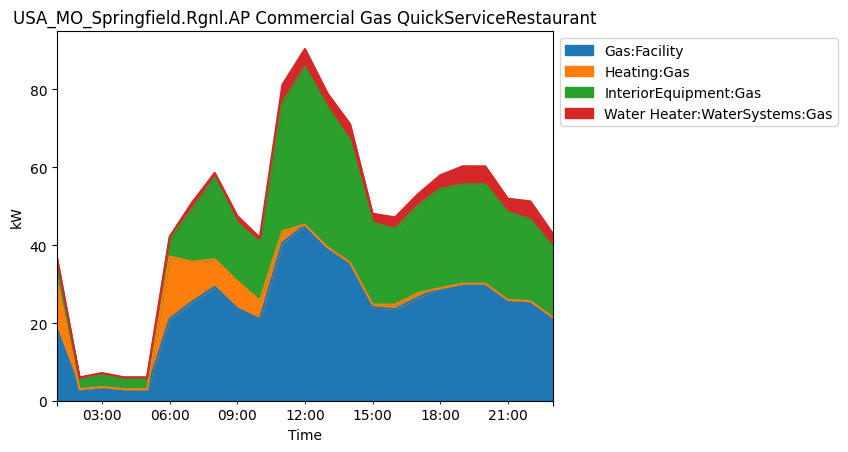 USA_MO_Springfield.Rgnl.AP Commercial Gas QuickServiceRestaurant
Gas:Facility
Heating:Gas
InteriorEquipment:Gas
Water Heater:WaterSystems:Gas
80
60
40
20
0
kW
03:00 06:00 09:00 12:00 15:00 18:00 21:00
Time